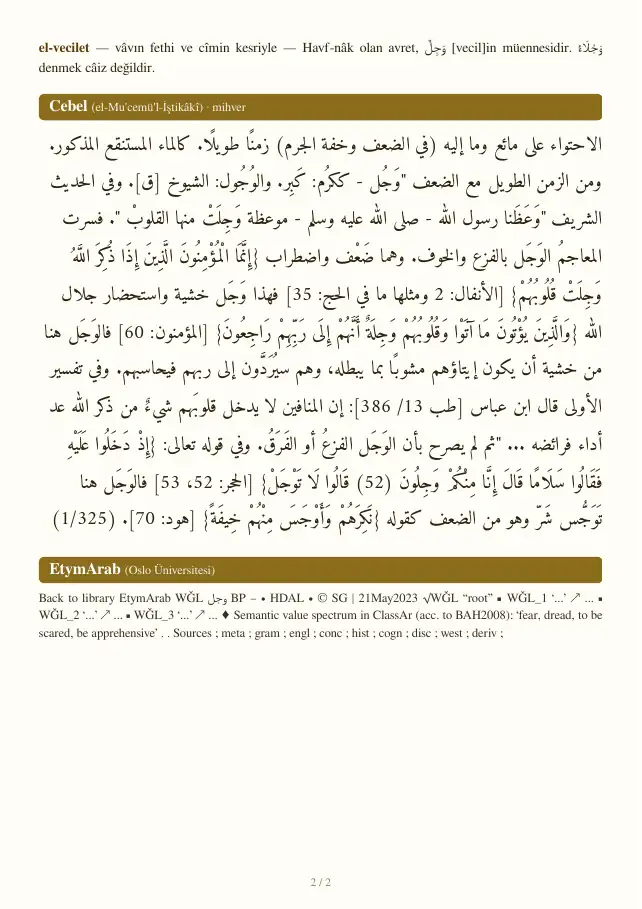 el-vecilet — vâvın fethi ve cîmin kesriyle — Havf-nâk olan avret, وَجِلٌ [vecil]in müennesidir. وَجْلَاءُ
denmek câiz değildir.
Cebel (el-Mu'cemü'l-İştikâkî) · mihver
الاحتواء على مائع وما إليه (في الضعف وخفة الجرم) زمنًا طويلًا. كالماء المستنقع المذكور.
ومن الزمن الطويل مع الضعف "وَجُل - ككرُم: كَبِر. والوُجُول: الشيوخ [ق]. وفي الحديث
الشريف "وَعَظَنا رسول الله - صلى الله عليه وسلم - موعظة وَجِلَتْ منها القلوبْ ". فسرت
المعاجمُ الوَجَل بالفزع والخوف. وهما ضَعْف واضطراب {إِنَّمَا الْمُؤْمِنُونَ الَّذِينَ إِذَا ذُكِرَ اللَّهُ
وَجِلَتْ قُلُوبُهُمْ} [الأنفال: 2 ومثلها ما في الحج: 35] فهذا وَجَل خشية واستحضار جلال
الله {وَالَّذِينَ يُؤْتُونَ مَا آتَوْا وَقُلُوبُهُمْ وَجِلَةٌ أَنَّهُمْ إِلَى رَبِّهِمْ رَاجِعُونَ} [المؤمنون: 60] فالوَجَل هنا
من خشية أن يكون إيتاؤهم مشوبًا بما يبطله، وهم سيُرَدَّون إلى ربهم فيحاسبهم. وفي تفسير
الأولى قال ابن عباس [طب 13/ 386]: إن المنافين لا يدخل قلوبَهم شيءٌ من ذكر الله عد
أداء فرائضه ... "ثم لم يصرح بأن الوَجَل الفزعُ أو الفَرَقُ. وفي قوله تعالى: {إِذْ دَخَلُوا عَلَيْهِ
فَقَالُوا سَلَامًا قَالَ إِنَّا مِنْكُمْ وَجِلُونَ (52) قَالُوا لَا تَوْجَلْ} [الحجر: 52، 53] فالوَجَل هنا
تَوَجُّس شَرّ وهو من الضعف كقوله {نَكِرَهُمْ وَأَوْجَسَ مِنْهُمْ خِيفَةً} [هود: 70]. (1/325)
EtymArab (Oslo Üniversitesi)
Back to library EtymArab WǦL وجل BP – • HDAL • © SG | 21May2023 √WǦL “root” ▪ WǦL_1 ‘...’ ↗ ... ▪
WǦL_2 ‘...’ ↗ ... ▪ WǦL_3 ‘...’ ↗ ... ♦ Semantic value spectrum in ClassAr (acc. to BAH2008): ‘fear, dread, to be
scared, be apprehensive’ . . Sources ; meta ; gram ; engl ; conc ; hist ; cogn ; disc ; west ; deriv ;
2 / 2